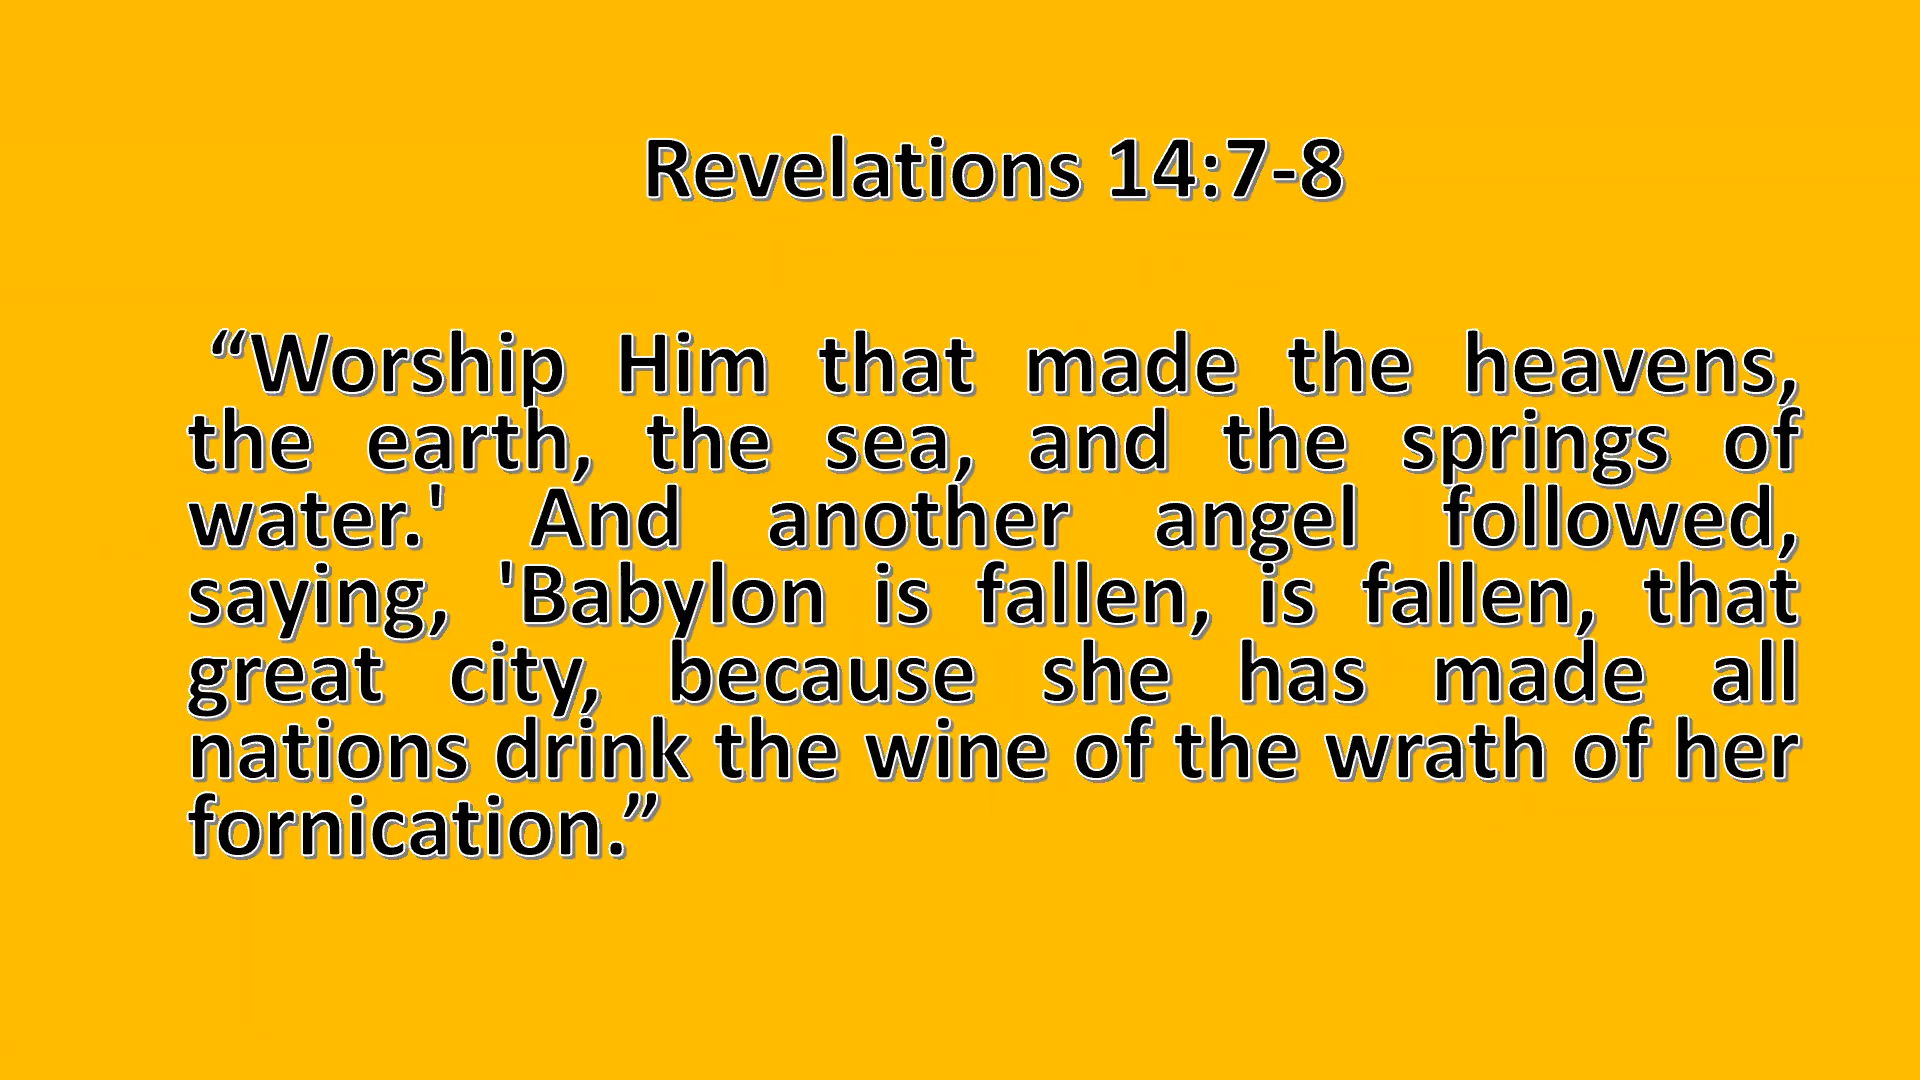 Revelations 14:7-8
“Worship Him that made the heavens,
the earth, the sea, and the springs of
water.' And another angel followed,
saying, 'Babylon is fallen, is fallen, that
great city, because she has made all
nations drink the wine of the wrath of her
fornication.”